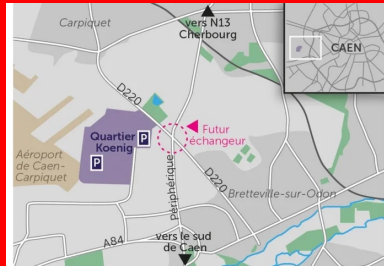 Carpiquet
vers N13
Cherbourg
CAEN
D220
Futur
échangeur
Quartier
Koenig
P
P
Aéroport
de Caen-
Carpiquet
Périphérique
D220
Bretteville-sur-Odon
A84
vers le sud
de Caen